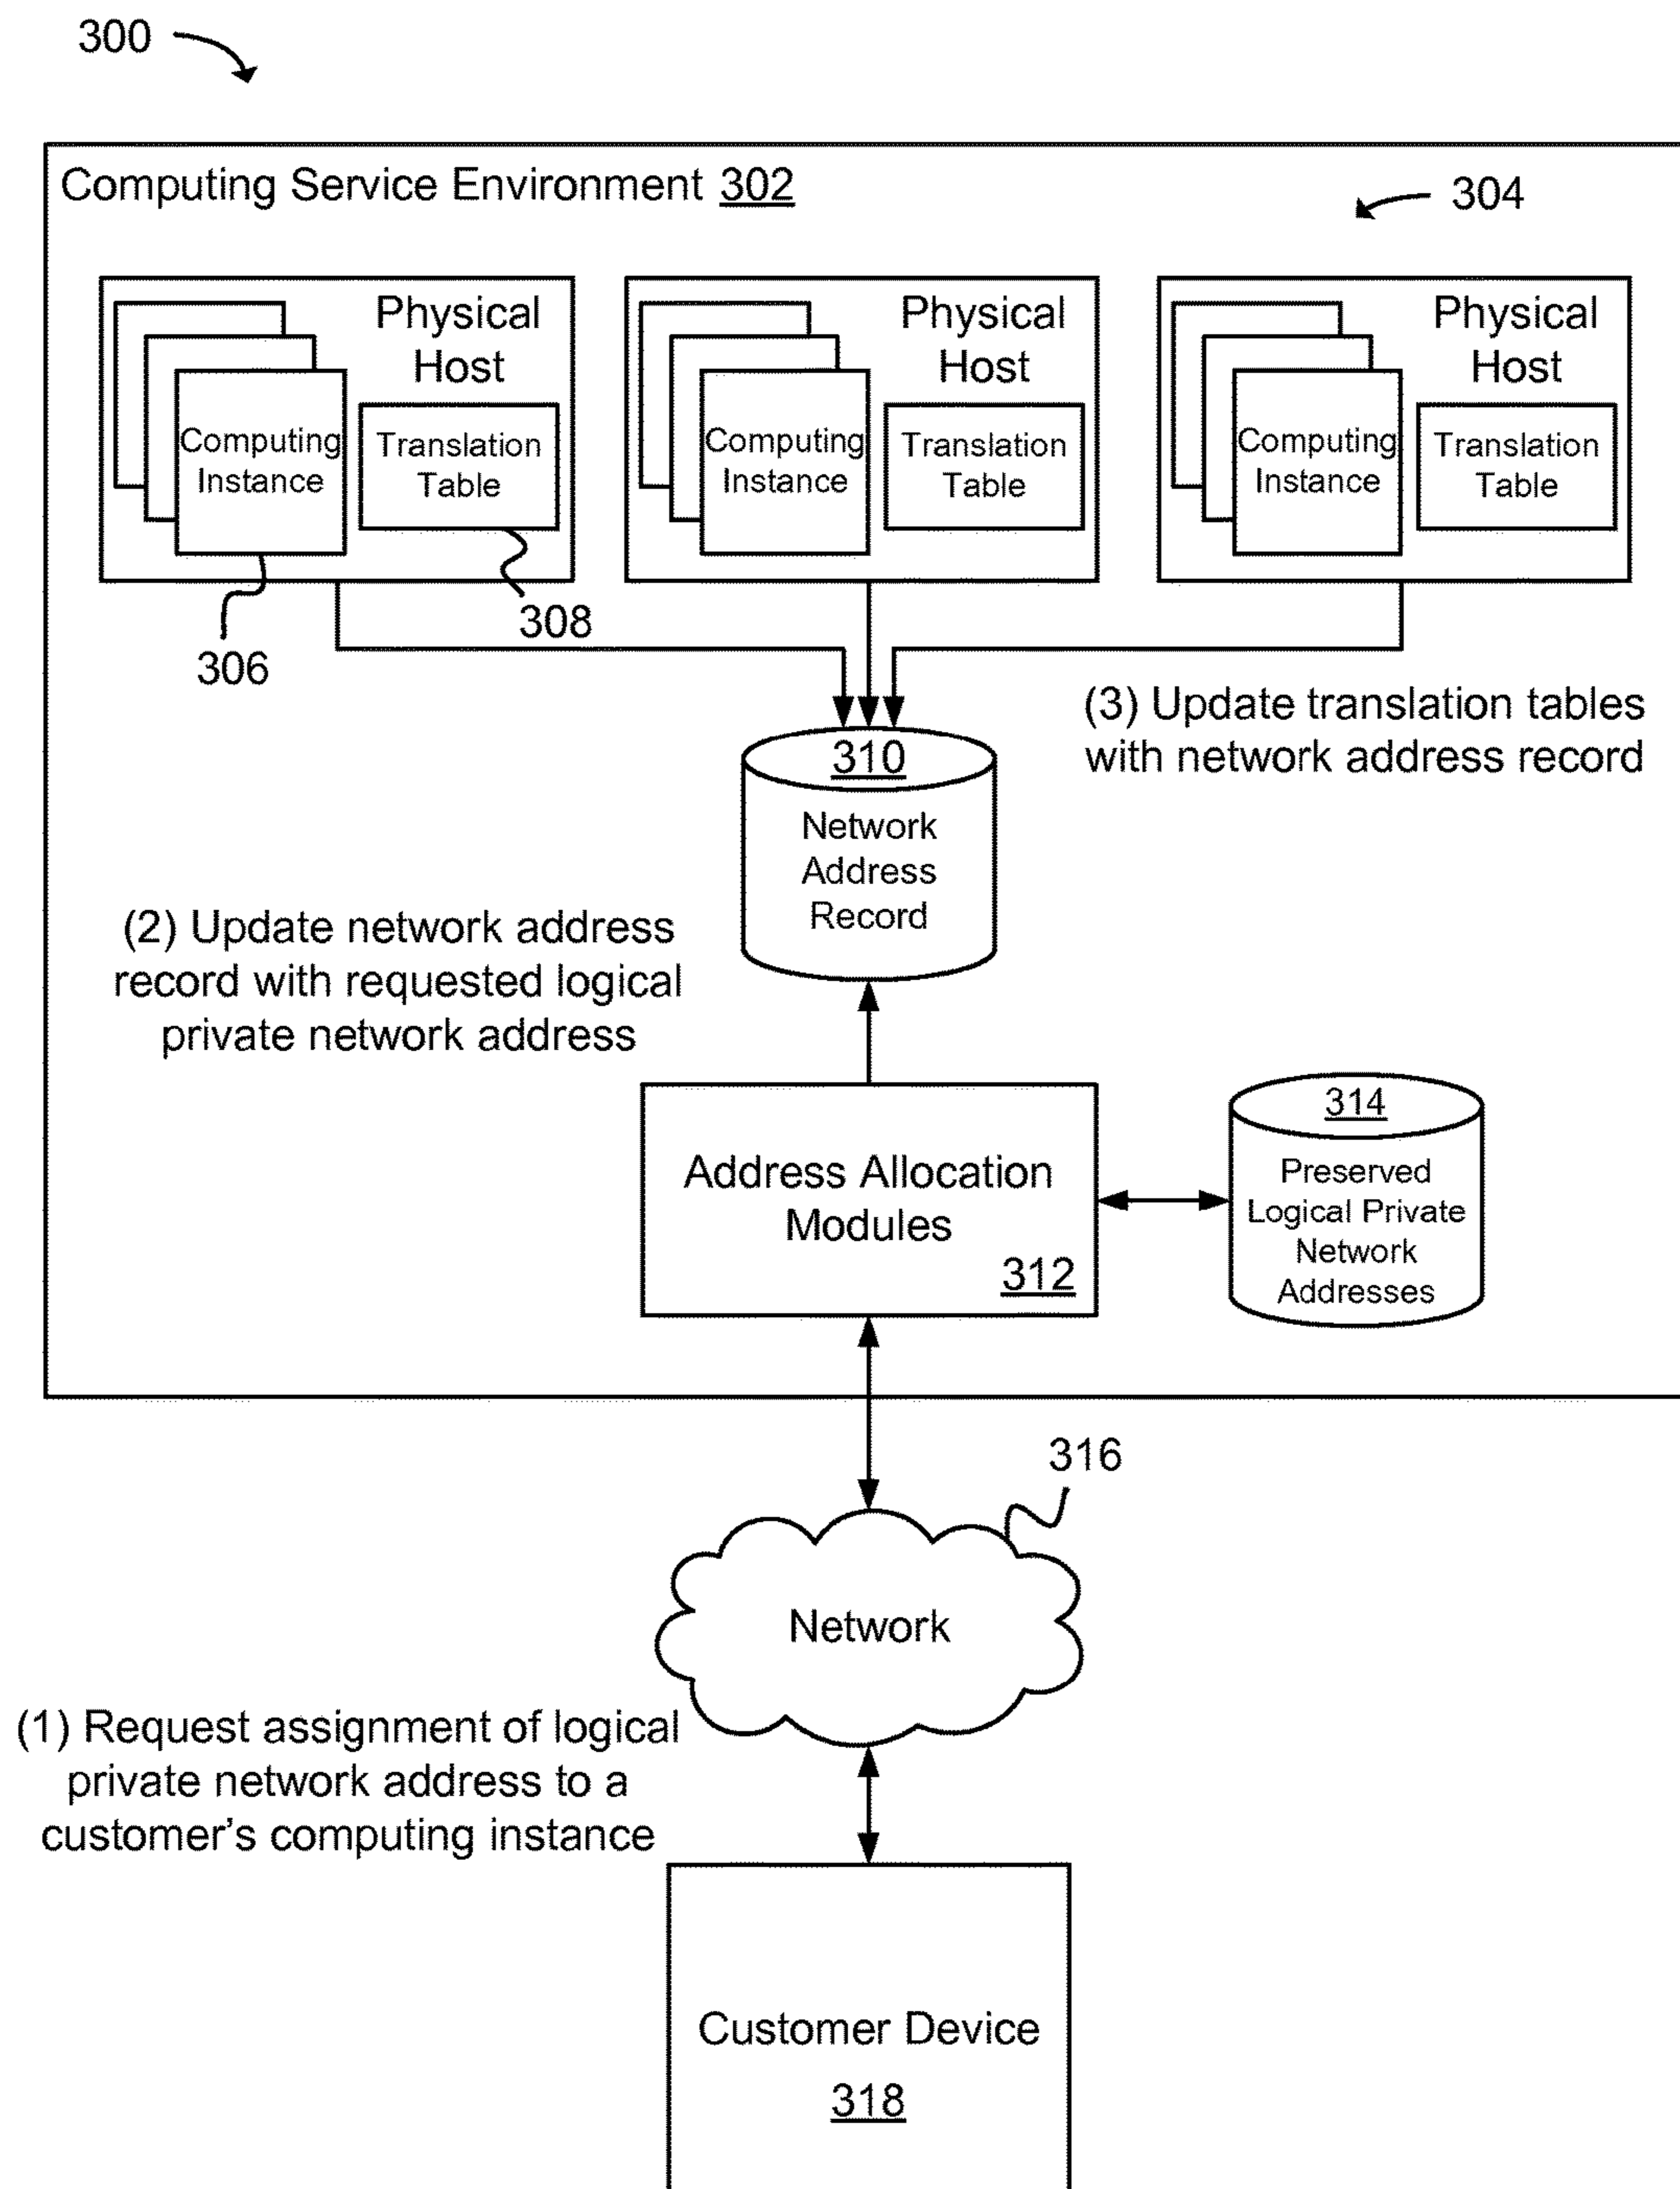 300
Computing Service Environment 302
304
Physical
Host
Computing
Instance
Translation
Table
Physical
Host
Computing
Instance
Translation
Table
Physical
Host
Computing
Instance
Translation
Table
308
306
(3) Update translation tables
with network address record
310
Network
Address
Record
(2) Update network address
record with requested logical
private network address
Address Allocation
Modules
312
314
Preserved
Logical Private
Network
Addresses
316
Network
(1) Request assignment of logical
private network address to a
customer's computing instance
Customer Device
318